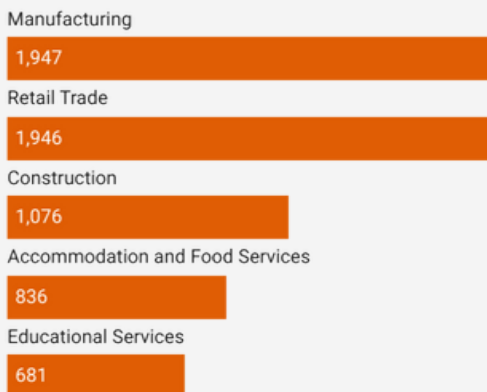 Manufacturing
1,947
Retail Trade
1,946
Construction
1,076
Accommodation and Food Services
836
Educational Services
681